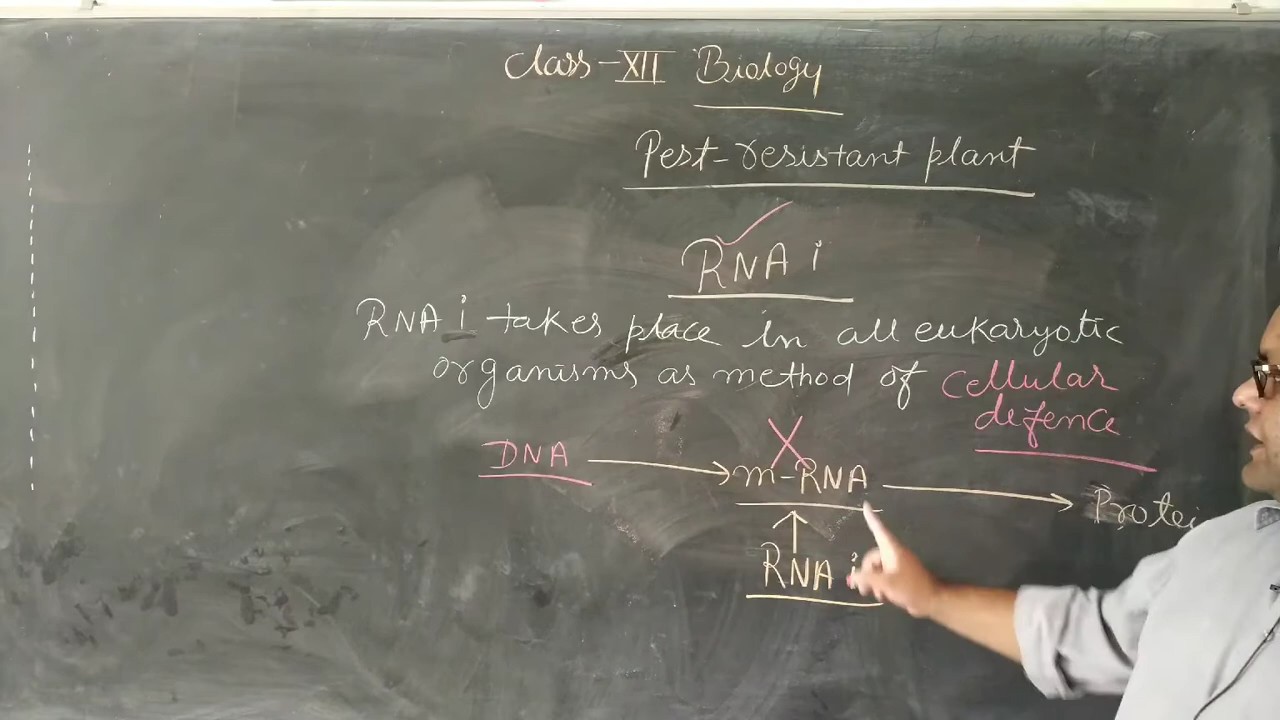 Class-XII Biology
Pest-resistant plant
RNA i
RNA i takes place in all eukaryotic
organisms as method of cellular
defence
DNA → m-RNA → Protei
RNA i